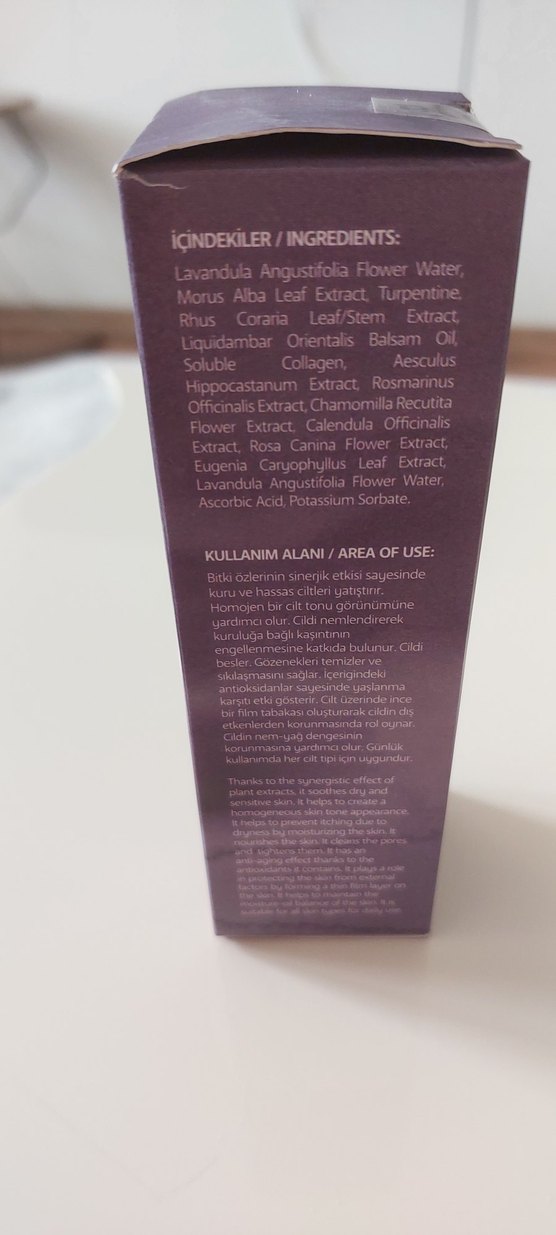 İÇİNDEKİLER / INGREDIENTS:
Lavandula Angustifolia Flower Water,
Morus Alba Leaf Extract, Turpentine,
Rhus Coraria Leaf/Stem Extract,
Liquidambar Orientalis Balsam Oil,
Soluble Collagen, Aesculus
Hippocastanum Extract, Rosmarinus
Officinalis Extract, Chamomilla Recutita
Flower Extract, Calendula Officinalis
Extract, Rosa Canina Flower Extract,
Eugenia Caryophyllus Leaf Extract,
Lavandula Angustifolia Flower Water,
Ascorbic Acid, Potassium Sorbate.
KULLANIM ALANI / AREA OF USE:
Bitki özlerinin sinerjik etkisi sayesinde
kuru ve hassas ciltleri yatıştırır.
Homojen bir cilt tonu görünümüne
yardımcı olur. Cildi nemlendirerek
kuruluğa bağlı kaşıntının
engellenmesine katkıda bulunur. Cildi
besler. Gözenekleri temizler ve
sıkılaşmasını sağlar. İçerigindeki
antioksidanlar sayesinde yaşlanma
karşıtı etki gösterir. Cilt üzerinde ince
bir film tabakası oluşturarak cildin dış
etkenlerden korunmasında rol oynar.
Cildin nem-yağ dengesinin
korunmasına yardımcı olur. Günlük
kullanımda her cilt tipi için uygundur.
Thanks to the synergistic effect of
plant extracts, it soothes dry and
sensitive skin. It helps to create a
homogeneous skin tone appearance.
It helps to prevent itching due to
dryness by moisturizing the skin. It
nourishes the skin. It cleans the pores
and tightens them. It has an
anti-aging effect thanks to the
antioxidants it contains. It plays a role
in protecting the skin from external
factors by forming a thin film layer on
the skin. It helps to maintain the
moisture-oil balance of the skin. It is
suitable for all skin types for daily use.